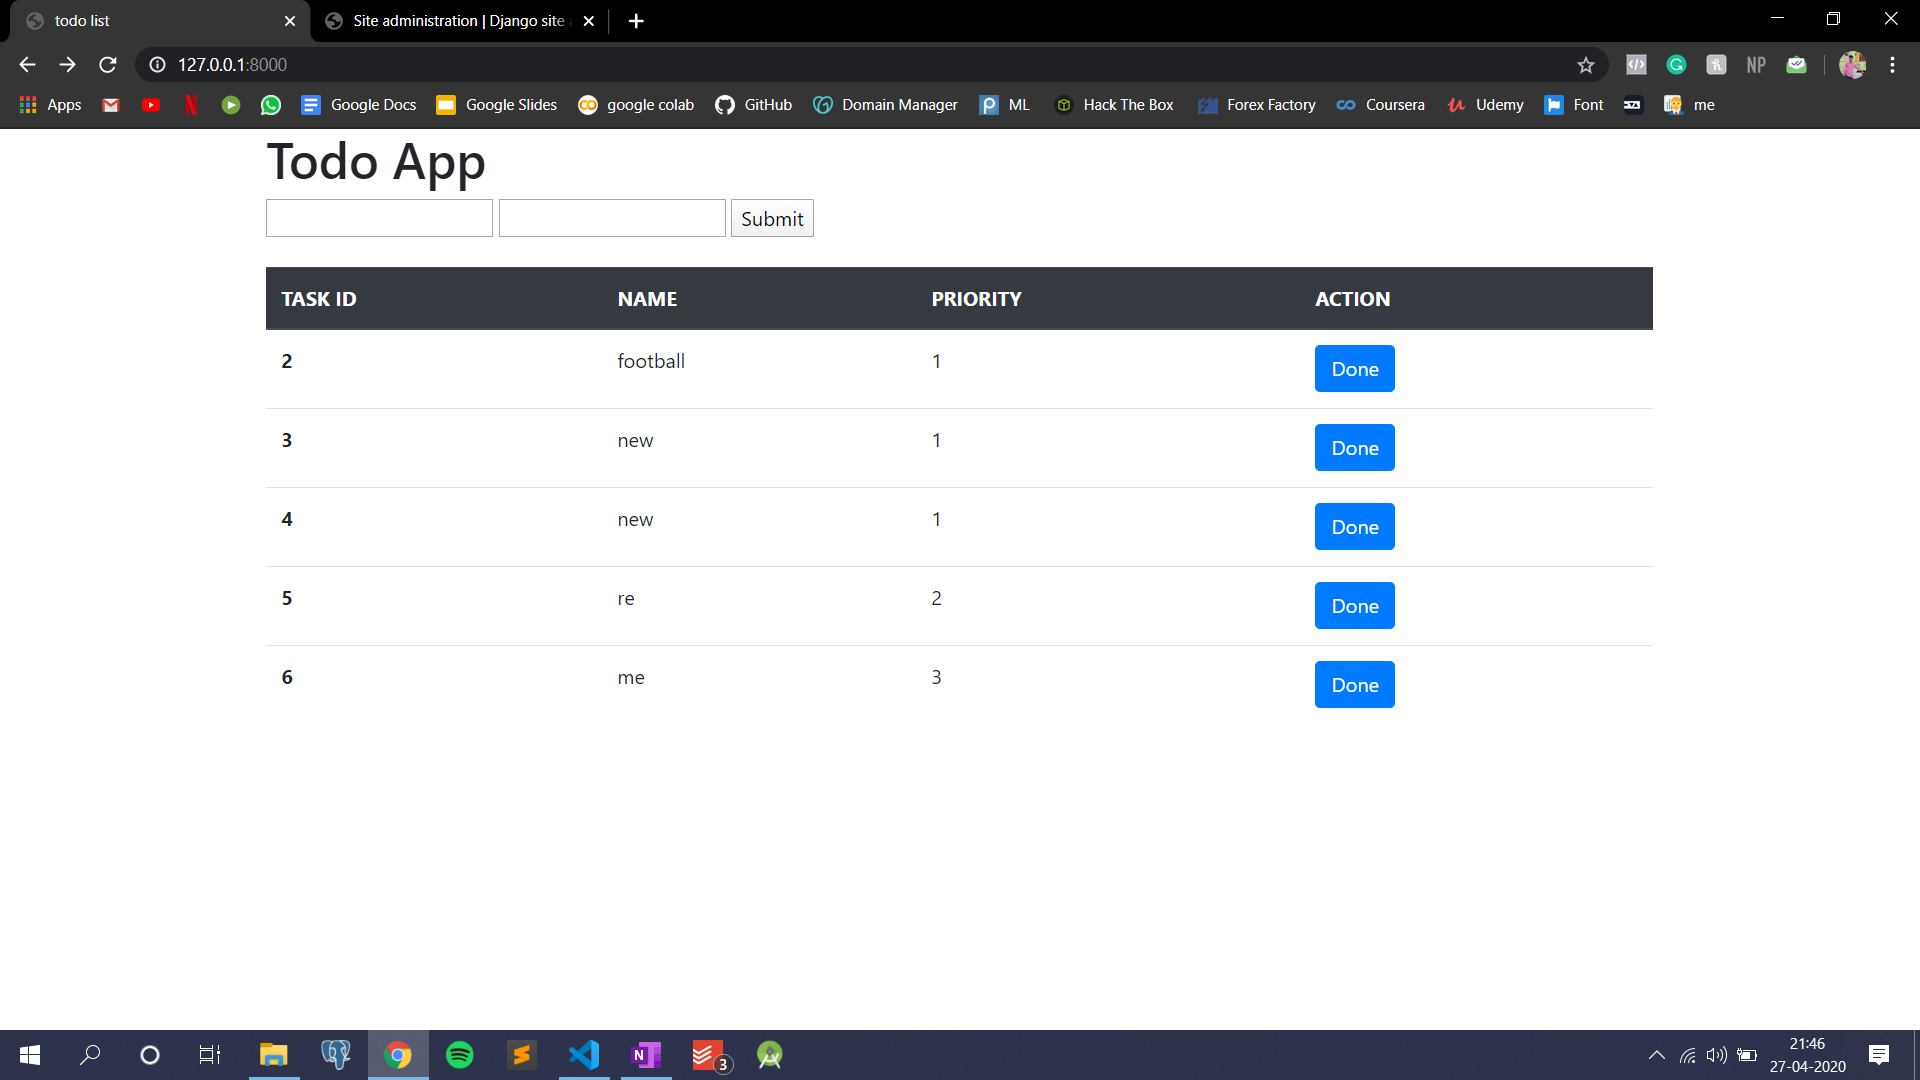 todo list
Site administration | Django site
127.0.0.1:8000
NP
Apps Google Docs Google Slides google colab GitHub Domain Manager ML Hack The Box Forex Factory Coursera Udemy Font me
Todo App
Submit
TASK ID NAME PRIORITY ACTION
2 football 1 Done
3 new 1 Done
4 new 1 Done
5 re 2 Done
6 me 3 Done
3
21:46
27-04-2020